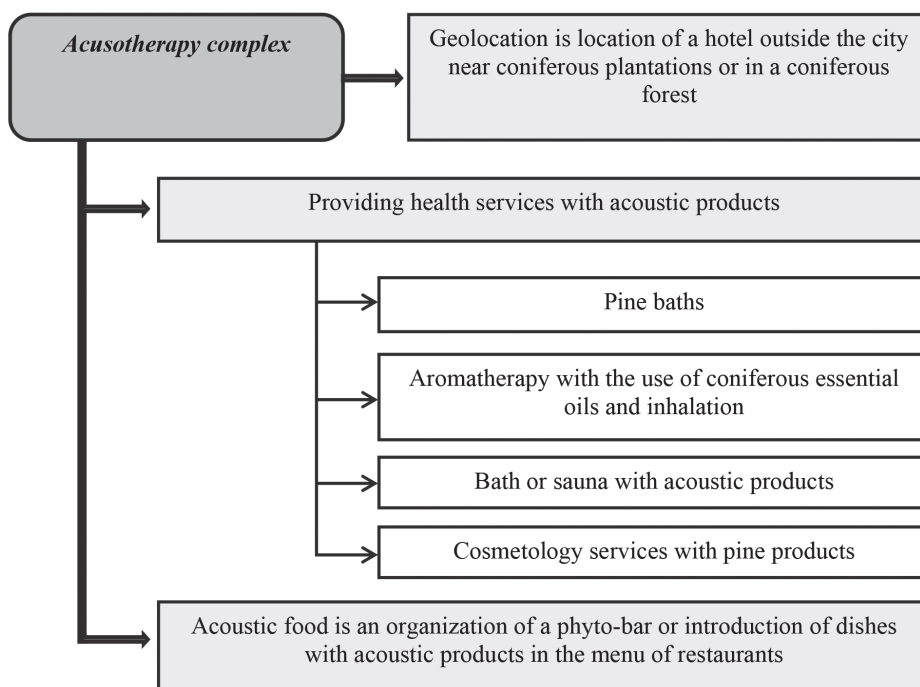 Acusotherapy complex
Geolocation is location of a hotel outside the city
near coniferous plantations or in a coniferous
forest
Providing health services with acoustic products
Pine baths
Aromatherapy with the use of coniferous essential
oils and inhalation
Bath or sauna with acoustic products
Cosmetology services with pine products
Acoustic food is an organization of a phyto-bar or introduction of dishes
with acoustic products in the menu of restaurants